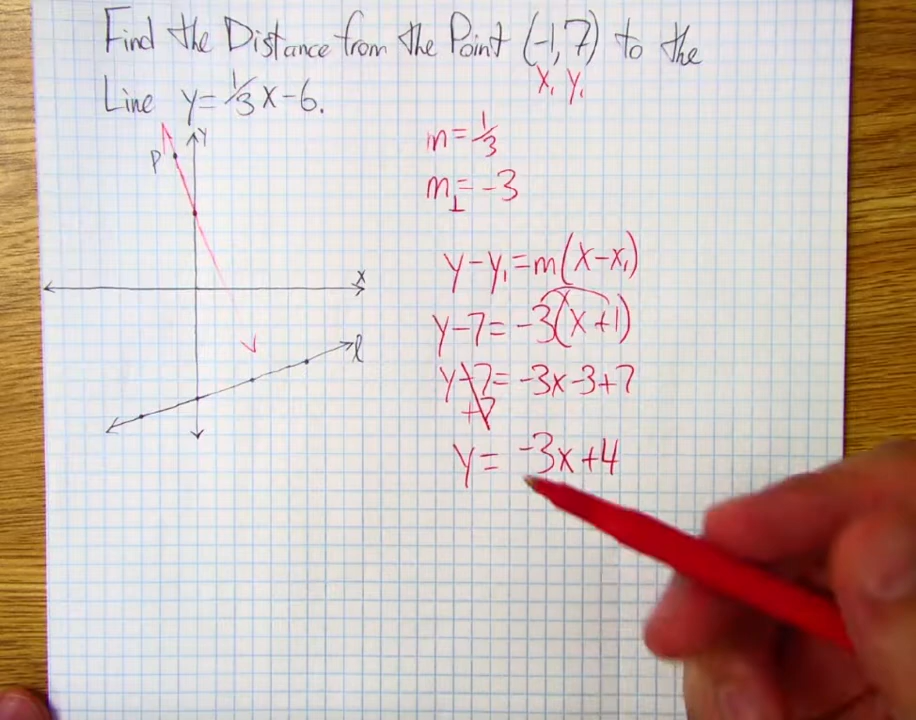 Find the Distance from the Point (-1,7) to the
x₁ y₁
Line y=⅓x-6.
y
P
x
l
m=⅓
m⊥=-3
y-y₁=m(x-x₁)
y-7=-3(x+1)
y-7=-3x-3+7
+7
y=-3x+4